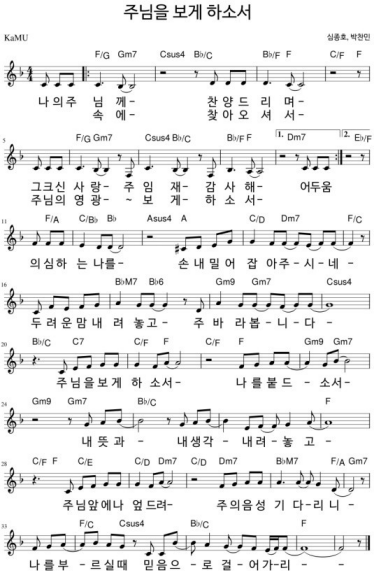 주님을 보게 하소서
KaMU
심종호, 박찬민
F/G Gm7 Csus4 B♭/C B♭/F F C/F F
나의주 님 께- 찬양드 리 며-
속 에- 찾아오 셔 서-
5 F/G Gm7 Csus4 B♭/C B♭/F F 1. Dm7 2. E♭/F
그크신 사 랑- 주 임 재- 감 사 해- 어두움
주님의 영 광- ~ 보 게- 하 소 서-
11 F/A C/B♭ B♭ Asus4 A C/D Dm7 F/C
의심하 는 나를- 손 내 밀 어 잡 아주- 시 - 네 -
16 B♭M7 B♭6 Gm9 Gm7 Csus4
두 려 운 맘 내 려 놓고- 주 바 라 봅 - 니 - 다 -
20 B♭/C C7 C/F F C/F F Gm9 Gm7
주님을보게 하 소서- 나 를 붙 드 - 소서-
24 Gm9 Gm7 B♭/C F
내 뜻 과- 내생각 - 내려- 놓 고 -
28 C/F F C/E C/D Dm7 C/D Dm7 B♭M7 F/A Gm7
주님앞에나 엎드려- 주의음성 기 다리니-
33 F/C Csus4 B♭/C F
나 를 부 - 르실때 믿음으 - 로 걸 - 어가-리 -